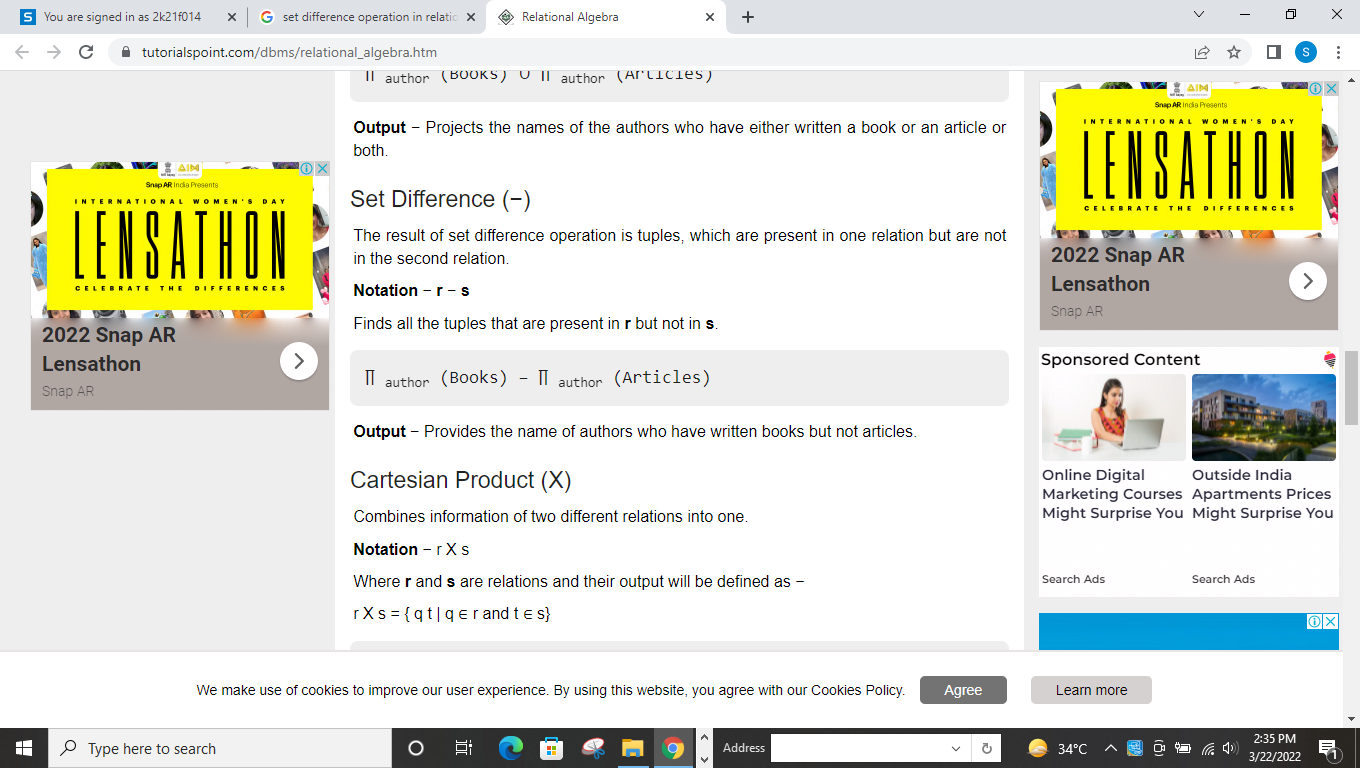 You are signed in as 2k21f014
set difference operation in relatio
Relational Algebra
tutorialspoint.com/dbms/relational_algebra.htm
S
∏ author (Books) ∪ ∏ author (Articles)
Output − Projects the names of the authors who have either written a book or an article or
both.
Set Difference (−)
The result of set difference operation is tuples, which are present in one relation but are not
in the second relation.
Notation − r − s
Finds all the tuples that are present in r but not in s.
∏ author (Books) − ∏ author (Articles)
Output − Provides the name of authors who have written books but not articles.
Cartesian Product (Χ)
Combines information of two different relations into one.
Notation − r Χ s
Where r and s are relations and their output will be defined as −
r Χ s = { q t | q ∈ r and t ∈ s}
AIM
Snap AR India Presents
INTERNATIONAL WOMEN'S DAY
LENSATHON
CELEBRATE THE DIFFERENCES
2022 Snap AR
Lensathon
Snap AR
AIM
Snap AR India Presents
INTERNATIONAL WOMEN'S DAY
LENSATHON
CELEBRATE THE DIFFERENCES
2022 Snap AR
Lensathon
Snap AR
Sponsored Content
Online Digital
Marketing Courses
Might Surprise You
Search Ads
Outside India
Apartments Prices
Might Surprise You
Search Ads
We make use of cookies to improve our user experience. By using this website, you agree with our Cookies Policy.
Agree
Learn more
Type here to search
Address
34°C
2:35 PM
3/22/2022
1